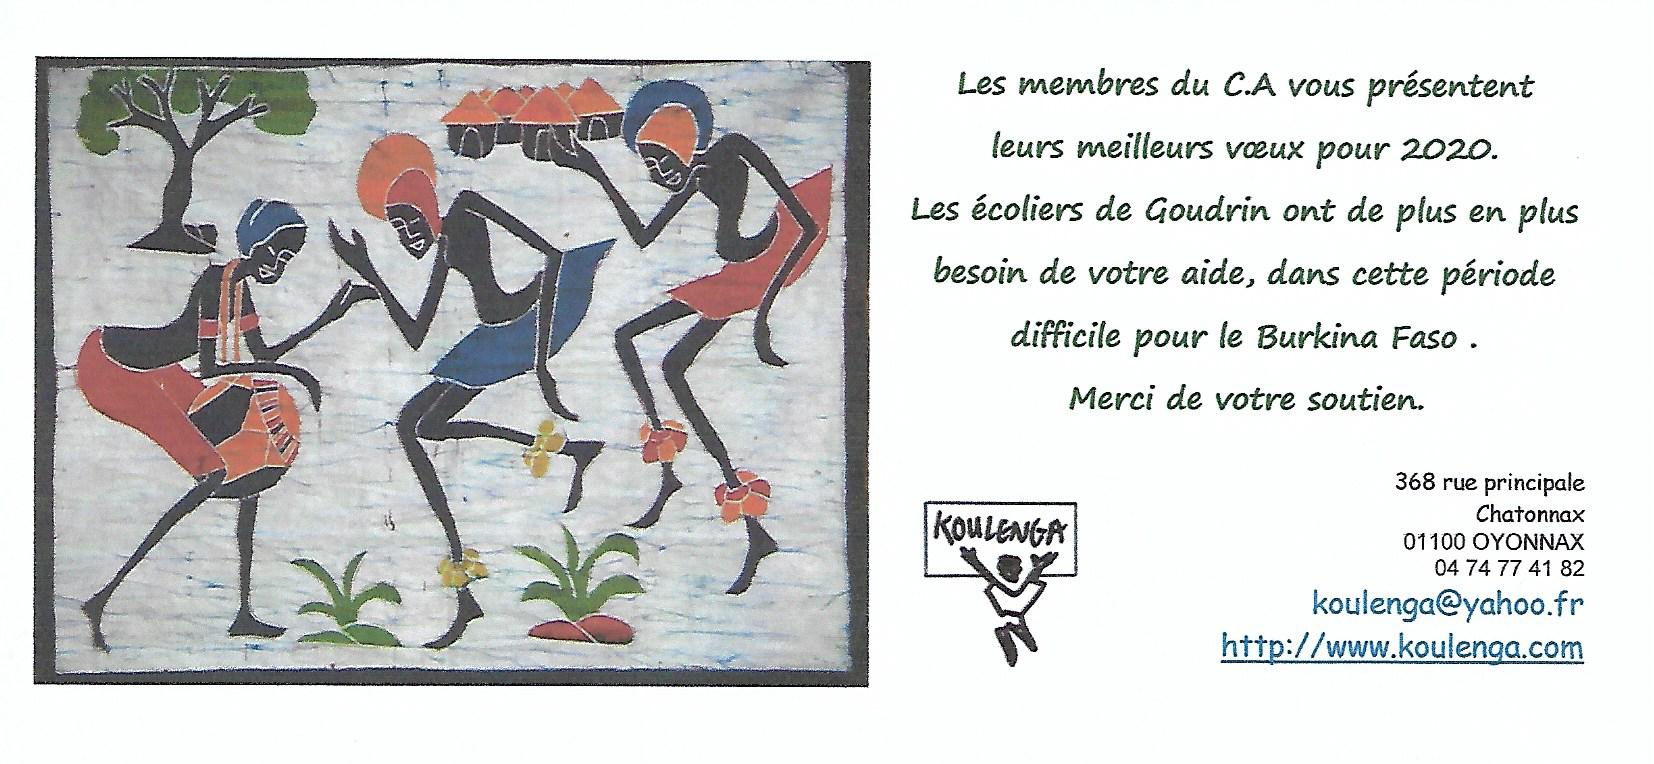 Les membres du C.A vous présentent
leurs meilleurs vœux pour 2020.
Les écoliers de Goudrin ont de plus en plus
besoin de votre aide, dans cette période
difficile pour le Burkina Faso .
Merci de votre soutien.
KOULENGA
368 rue principale
Chatonnax
01100 OYONNAX
04 74 77 41 82
koulenga@yahoo.fr
http://www.koulenga.com